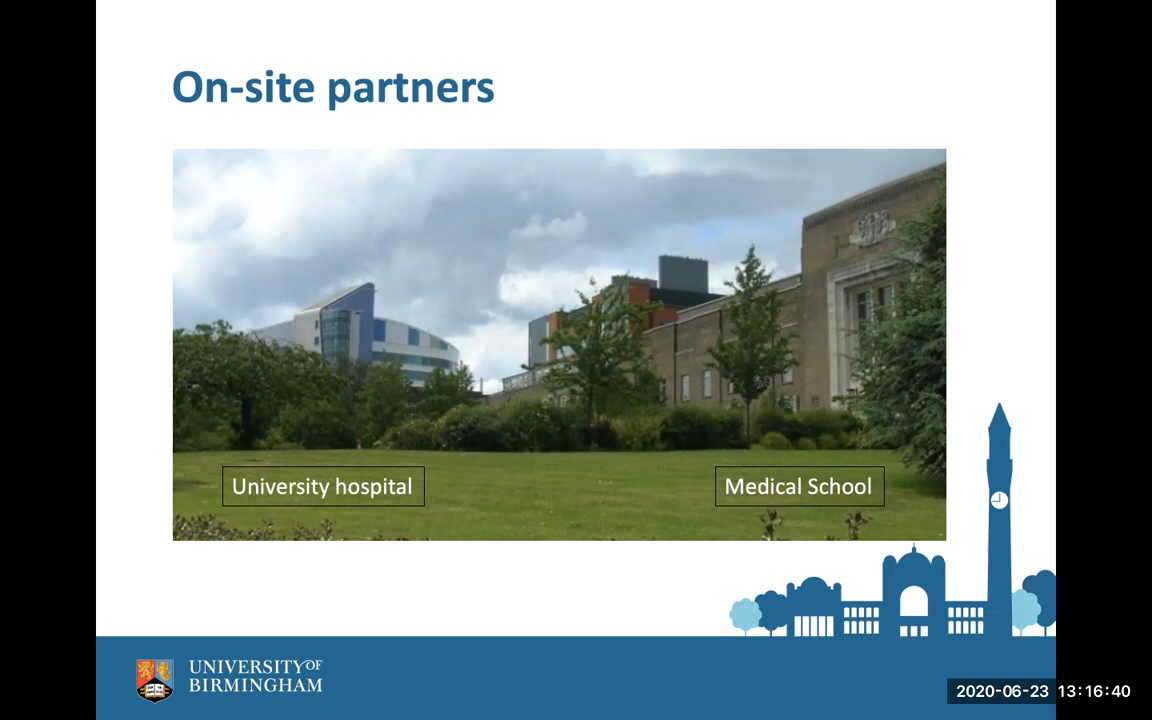 On-site partners
University hospital
Medical School
UNIVERSITY OF
BIRMINGHAM
2020-06-23 13:16:40